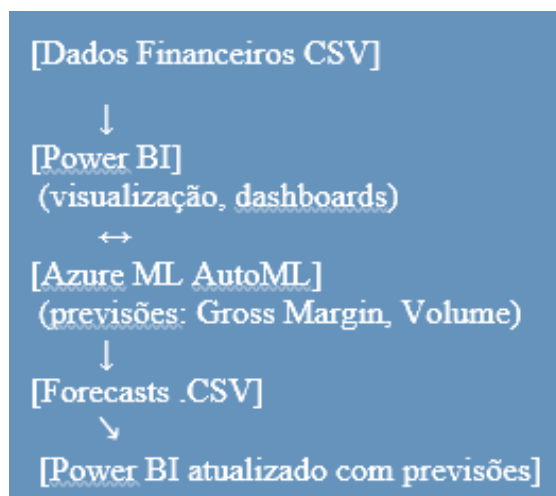 [Dados Financeiros CSV]
↓
[Power BI]
(visualização, dashboards)
↔
[Azure ML AutoML]
(previsões: Gross Margin, Volume)
↓
[Forecasts .CSV]
↘
[Power BI atualizado com previsões]